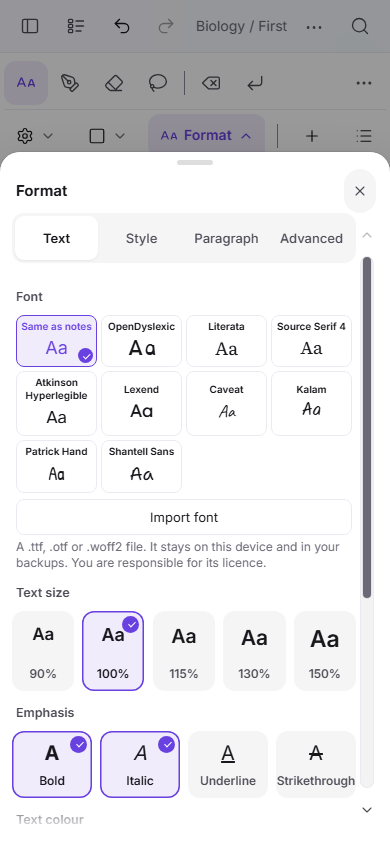 Biology / First
AA
AA Format
Format
Text
Style
Paragraph
Advanced
Font
Same as notes
Aa
OpenDyslexic
Aa
Literata
Aa
Source Serif 4
Aa
Atkinson
Hyperlegible
Aa
Lexend
Aa
Caveat
Aa
Kalam
Aa
Patrick Hand
Aa
Shantell Sans
Aa
Import font
A .ttf, .otf or .woff2 file. It stays on this device and in your
backups. You are responsible for its licence.
Text size
Aa
90%
Aa
100%
Aa
115%
Aa
130%
Aa
150%
Emphasis
A
Bold
A
Italic
A
Underline
A
Strikethrough
Text colour